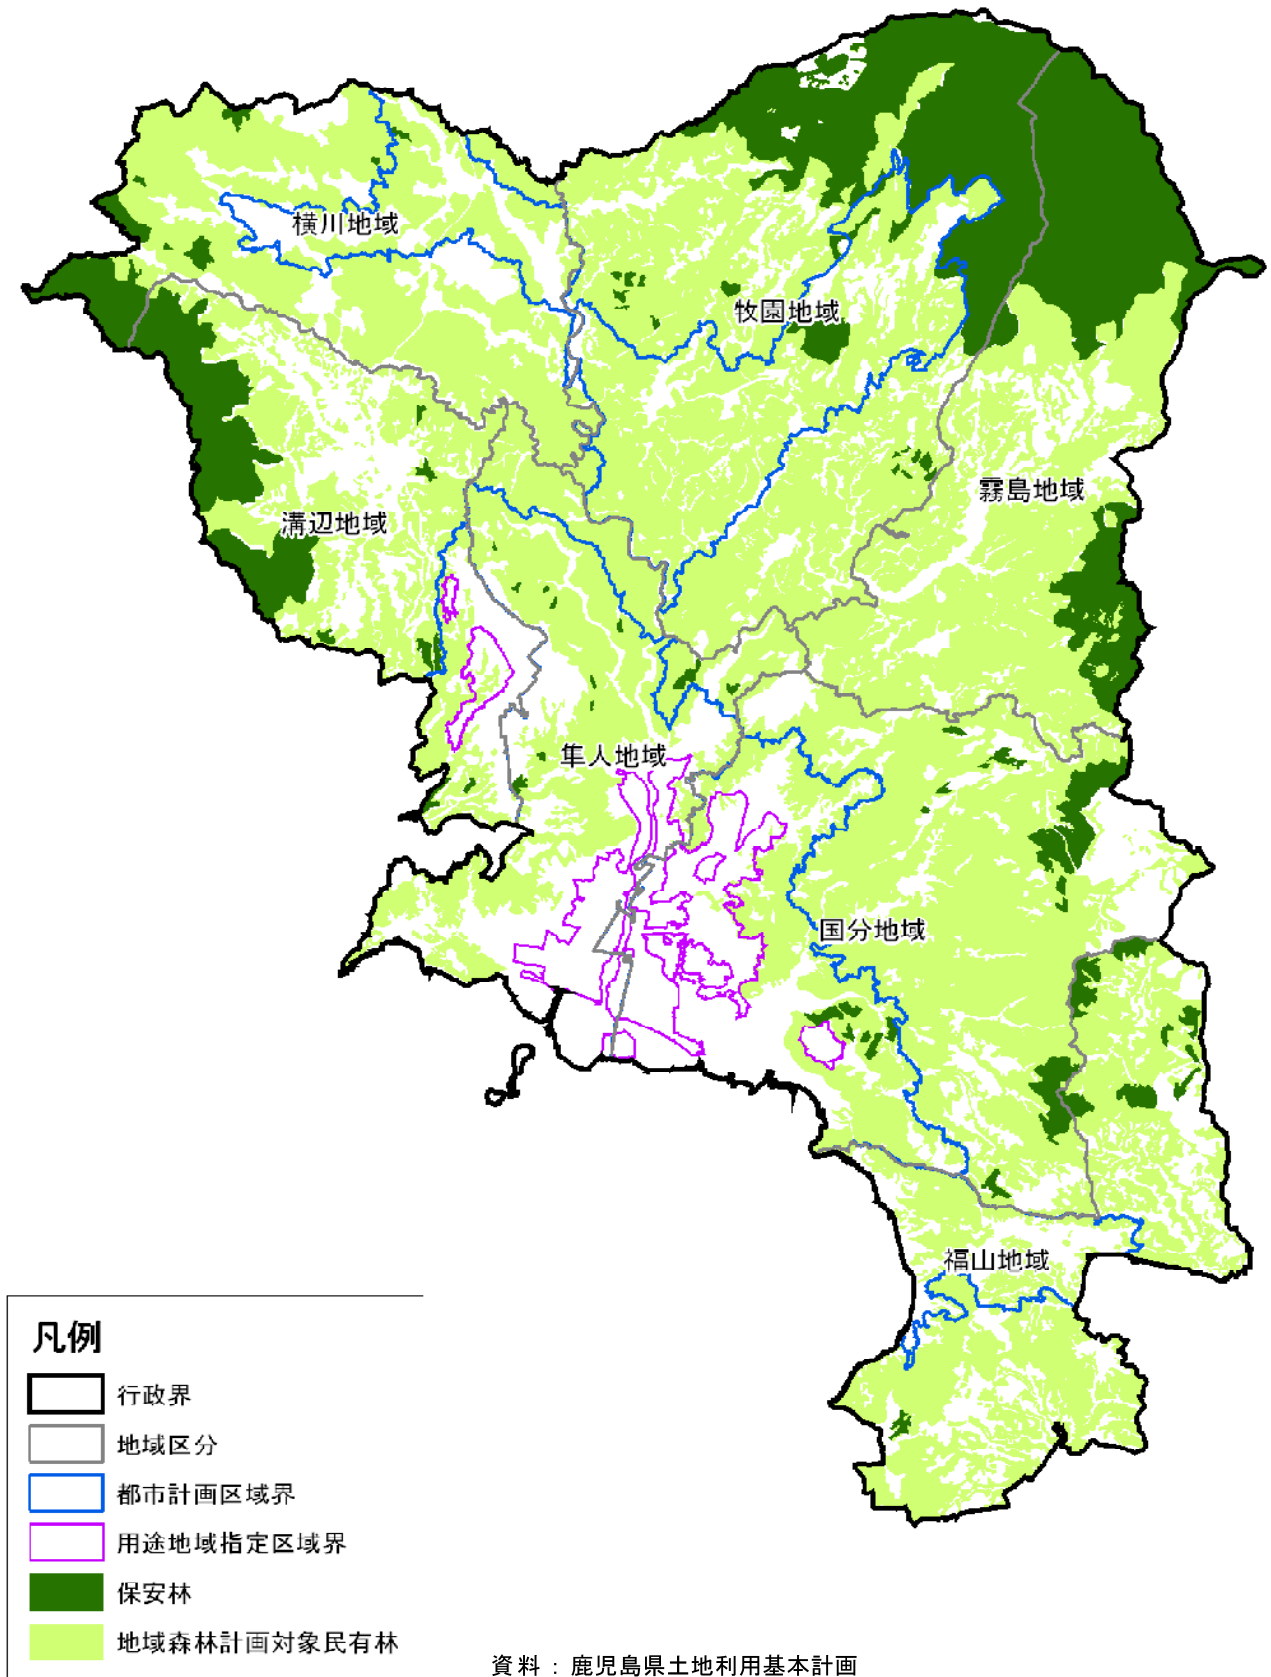 横川地域
牧園地域
霧島地域
溝辺地域
隼人地域
国分地域
福山地域
凡例
行政界
地域区分
都市計画区域界
用途地域指定区域界
保安林
地域森林計画対象民有林
資料：鹿児島県土地利用基本計画